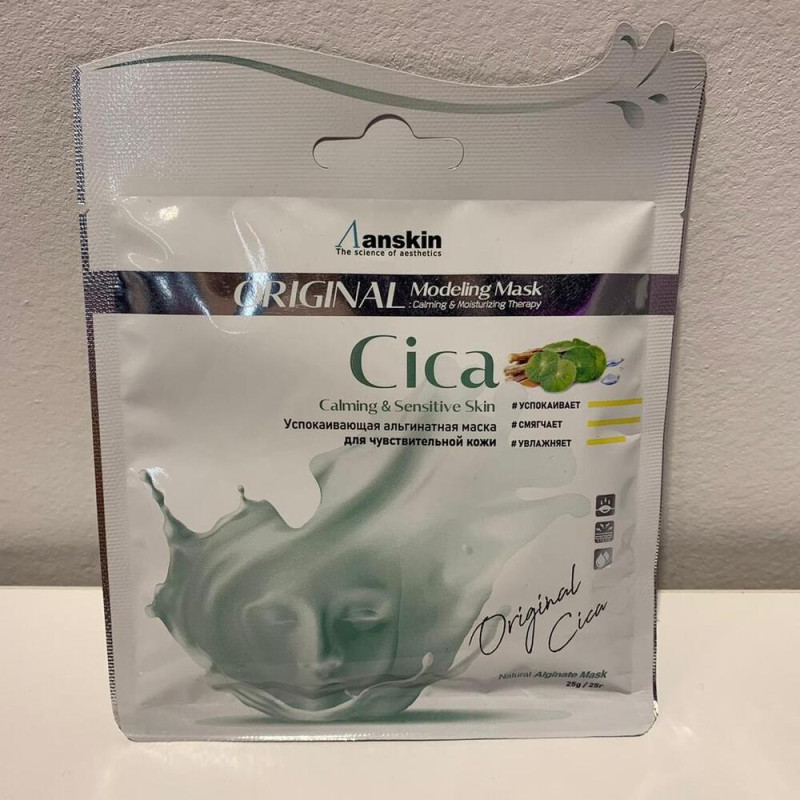 anskin
The science of aesthetics
ORIGINAL Modeling Mask
: Calming & Moisturizing Therapy
Cica
Calming & Sensitive Skin
Успокаивающая альгинатная маска
для чувствительной кожи
#УСПОКАИВАЕТ
#СМЯГЧАЕТ
#УВЛАЖНЯЕТ
Original
Cica
Natural Alginate Mask
25g / 25г